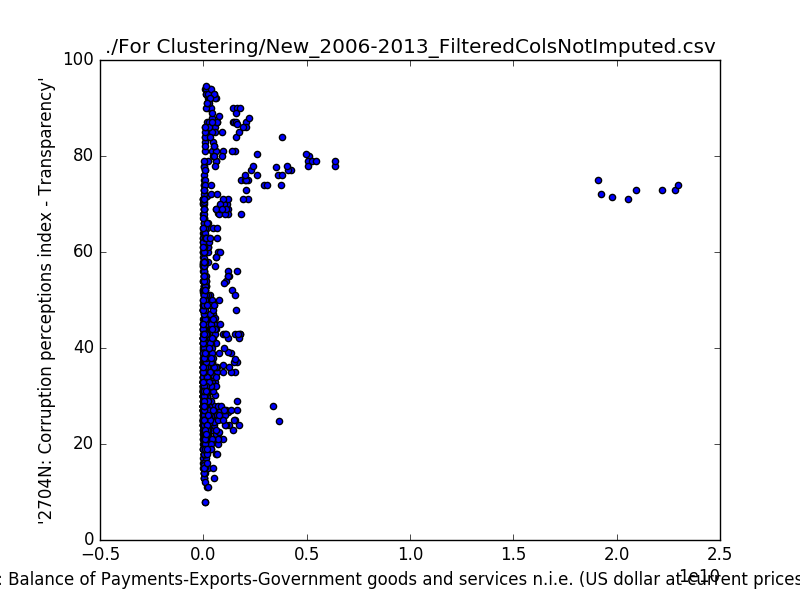 ./For Clustering/New_2006-2013_FilteredColsNotImputed.csv
100
80
60
40
20
0
'2704N: Corruption perceptions index - Transparency'
−0.5 0.0 0.5 1.0 1.5 2.0 2.5
1e10
: Balance of Payments-Exports-Government goods and services n.i.e. (US dollar at current prices